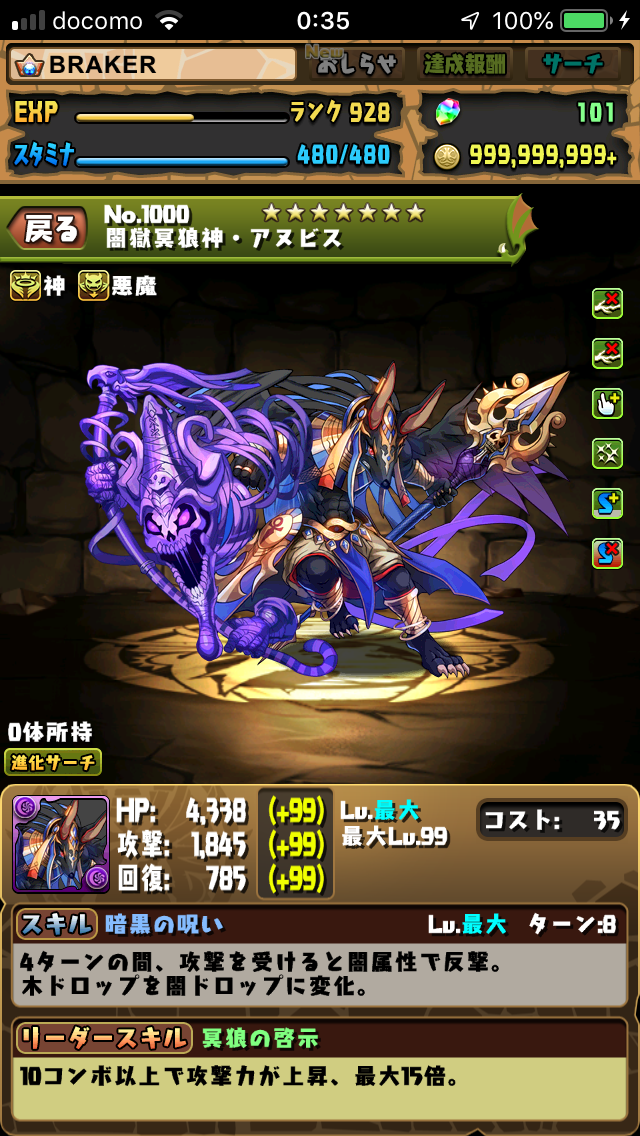 docomo 0:35 100%
BRAKER New おしらせ 達成報酬 サーチ
EXP ランク 928 101
スタミナ 480/480 999,999,999+
戻る No.1000 ★★★★★★★
闇獄冥狼神・アヌビス
神 悪魔
0体所持
進化サーチ
HP: 4,338 (+99) Lv.最大 コスト: 35
攻撃: 1,845 (+99) 最大Lv.99
回復: 785 (+99)
スキル 暗黒の呪い Lv.最大 ターン:8
4ターンの間、攻撃を受けると闇属性で反撃。
木ドロップを闇ドロップに変化。
リーダースキル 冥狼の啓示
10コンボ以上で攻撃力が上昇、最大15倍。